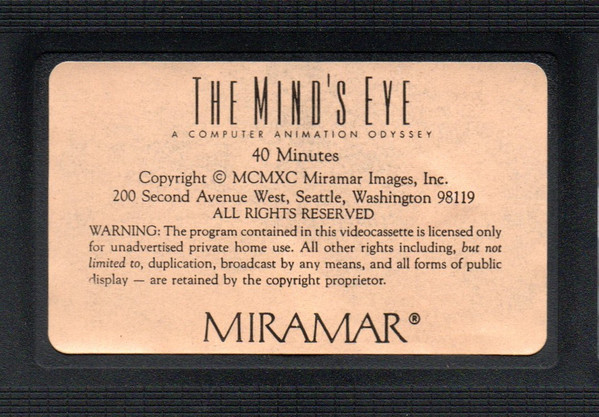 THE MIND'S EYE
A COMPUTER ANIMATION ODYSSEY
40 Minutes
Copyright © MCMXC Miramar Images, Inc.
200 Second Avenue West, Seattle, Washington 98119
ALL RIGHTS RESERVED
WARNING: The program contained in this videocassette is licensed only
for unadvertised private home use. All other rights including, but not
limited to, duplication, broadcast by any means, and all forms of public
display — are retained by the copyright proprietor.
MIRAMAR®